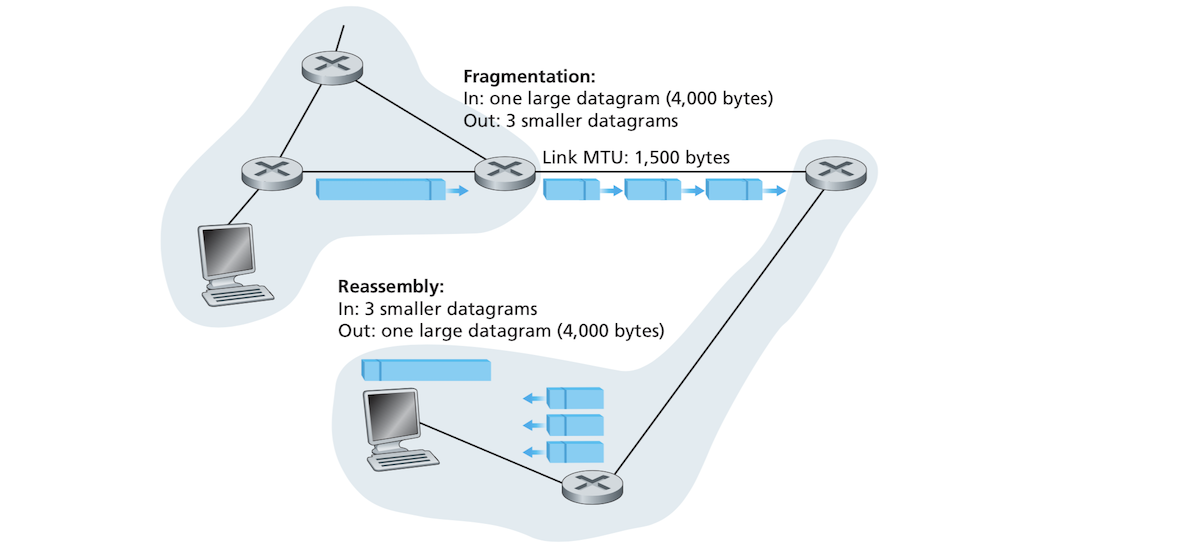 Fragmentation:
In: one large datagram (4,000 bytes)
Out: 3 smaller datagrams
Link MTU: 1,500 bytes
Reassembly:
In: 3 smaller datagrams
Out: one large datagram (4,000 bytes)